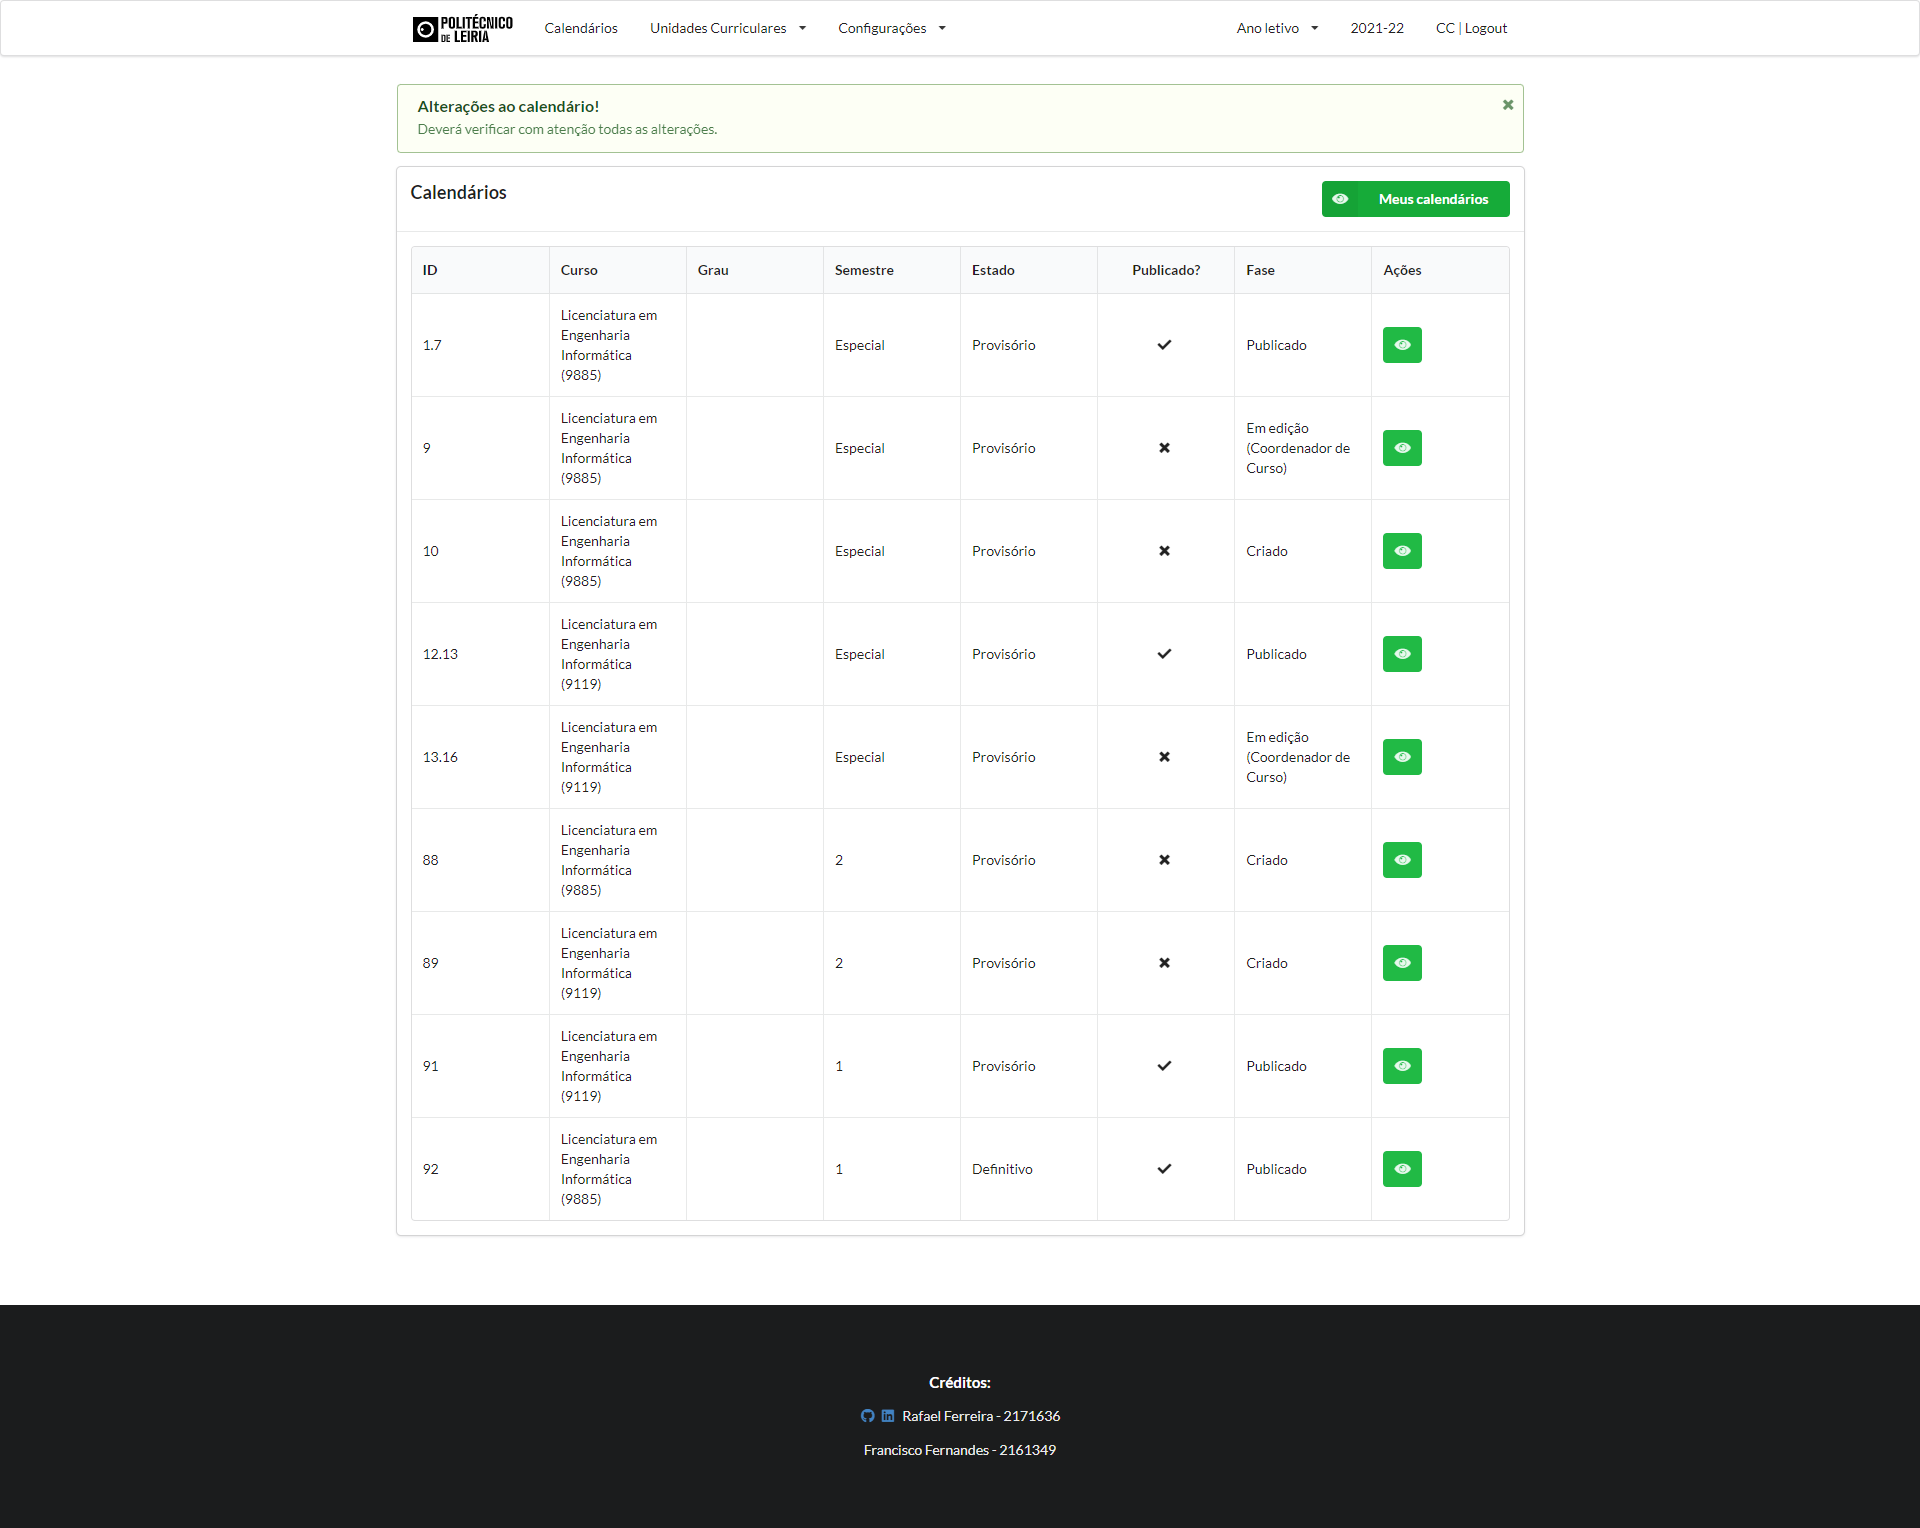 POLITÉCNICO
DE LEIRIA
Calendários
Unidades Curriculares
Configurações
Ano letivo
2021-22
CC | Logout
Alterações ao calendário!
Deverá verificar com atenção todas as alterações.
Calendários
Meus calendários
ID Curso Grau Semestre Estado Publicado? Fase Ações
Licenciatura em
Engenharia
Informática
(9885)
1.7 Especial Provisório Publicado
Licenciatura em
Engenharia
Informática
(9885)
9 Especial Provisório
Em edição
(Coordenador de
Curso)
Licenciatura em
Engenharia
Informática
(9885)
10 Especial Provisório Criado
Licenciatura em
Engenharia
Informática
(9119)
12.13 Especial Provisório Publicado
Licenciatura em
Engenharia
Informática
(9119)
13.16 Especial Provisório
Em edição
(Coordenador de
Curso)
Licenciatura em
Engenharia
Informática
(9885)
88 2 Provisório Criado
Licenciatura em
Engenharia
Informática
(9119)
89 2 Provisório Criado
Licenciatura em
Engenharia
Informática
(9119)
91 1 Provisório Publicado
Licenciatura em
Engenharia
Informática
(9885)
92 1 Definitivo Publicado
Créditos:
Rafael Ferreira - 2171636
Francisco Fernandes - 2161349